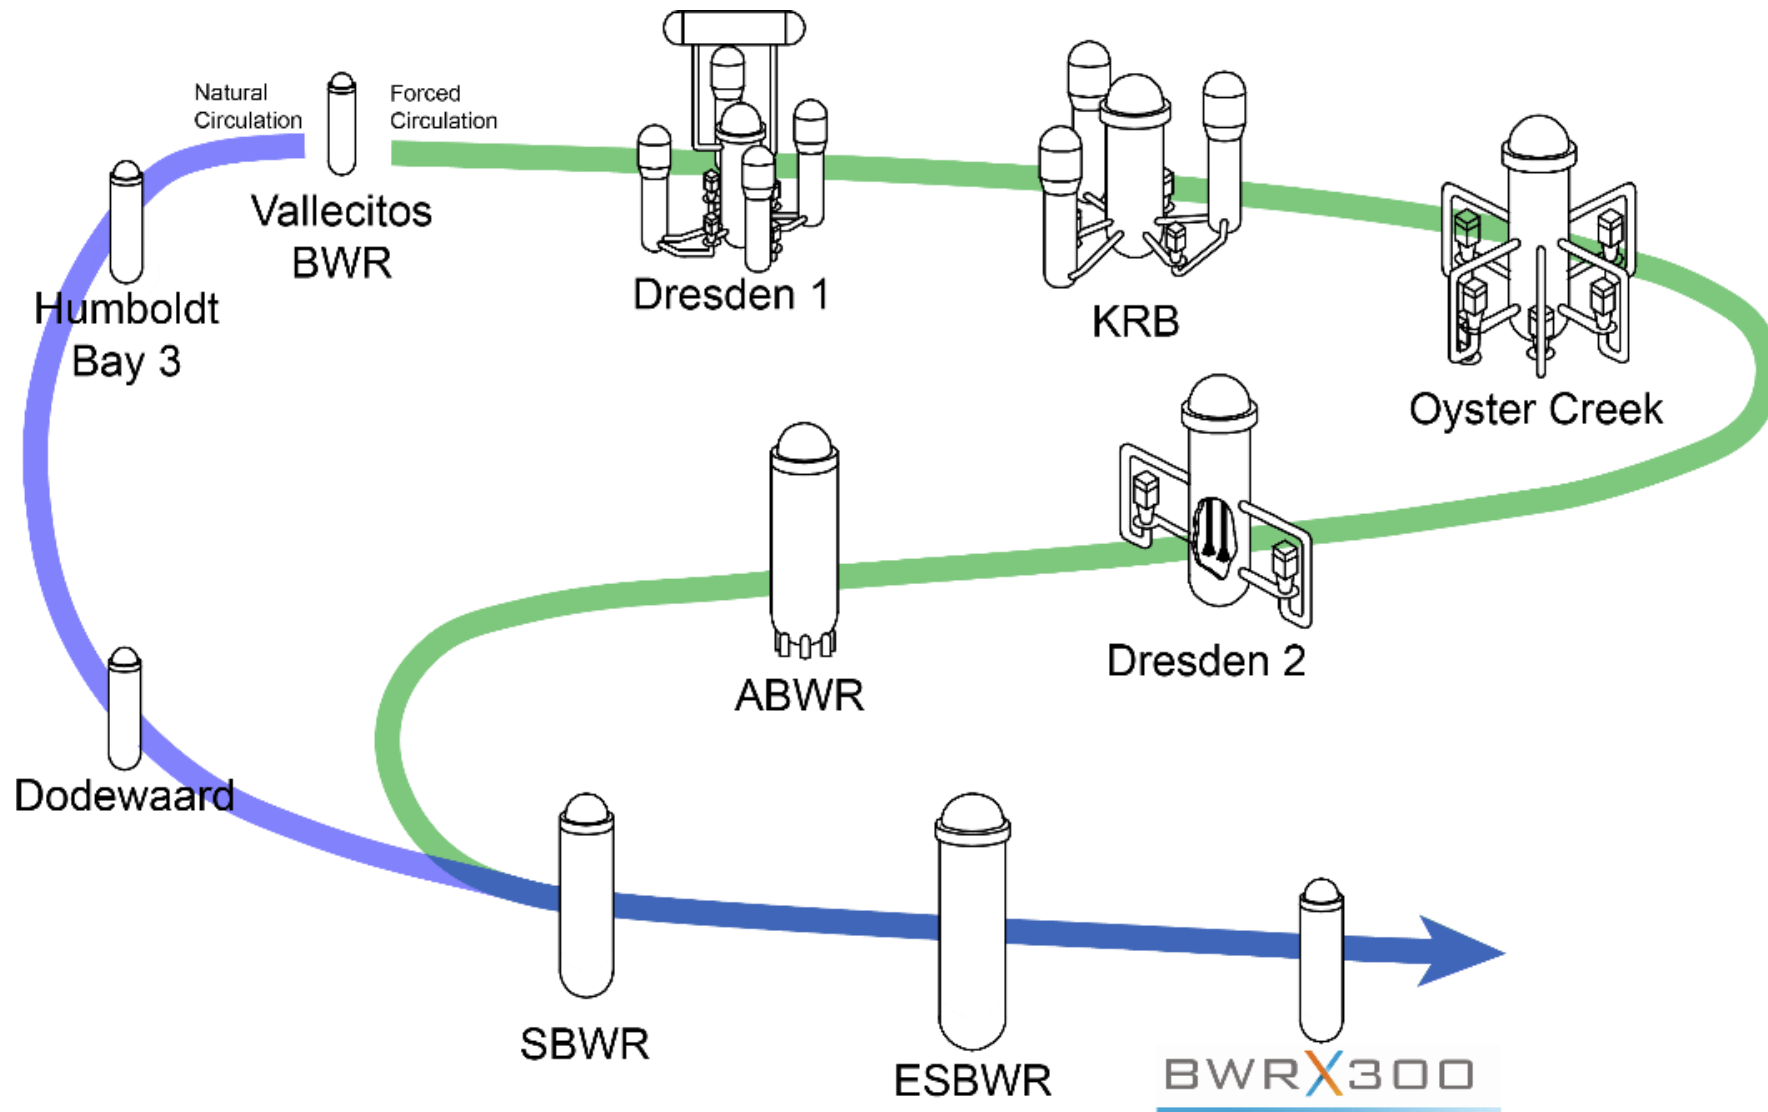 Natural
Circulation
Forced
Circulation
Vallecitos
BWR
Dresden 1
KRB
Oyster Creek
Humboldt
Bay 3
Dresden 2
ABWR
Dodewaard
SBWR
ESBWR
BWRX300